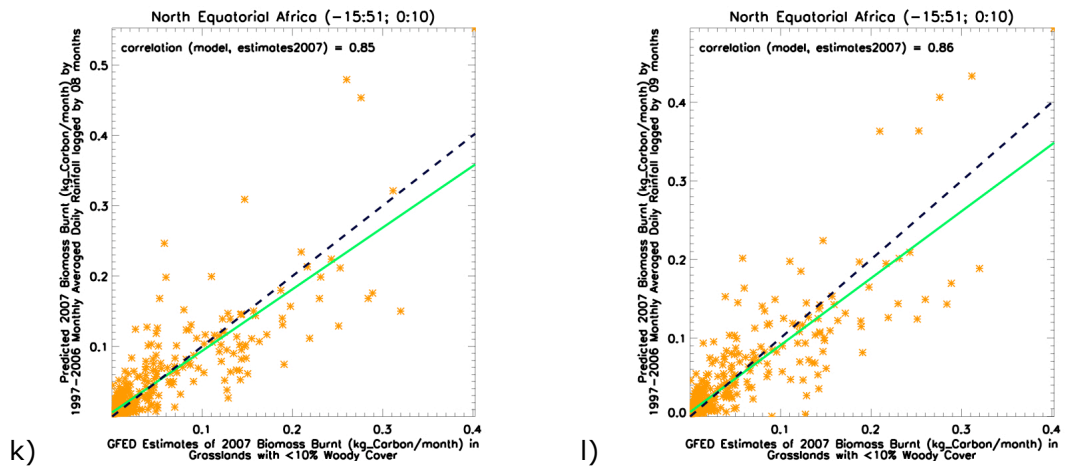 North Equatorial Africa (-15:51; 0:10)
correlation (model, estimates2007) = 0.85
Predicted 2007 Biomass Burnt (kg_Carbon/month) by
1997-2006 Monthly Averaged Daily Rainfall logged by 08 months
0.5
0.4
0.3
0.2
0.1
0.1
0.2
0.3
0.4
GFED Estimates of 2007 Biomass Burnt (kg_Carbon/month) in
Grasslands with <10% Woody Cover
k)
North Equatorial Africa (-15:51; 0:10)
correlation (model, estimates2007) = 0.86
Predicted 2007 Biomass Burnt (kg_Carbon/month) by
1997-2006 Monthly Averaged Daily Rainfall logged by 09 months
0.4
0.3
0.2
0.1
0.0
0.1
0.2
0.3
0.4
GFED Estimates of 2007 Biomass Burnt (kg_Carbon/month) in
Grasslands with <10% Woody Cover
l)